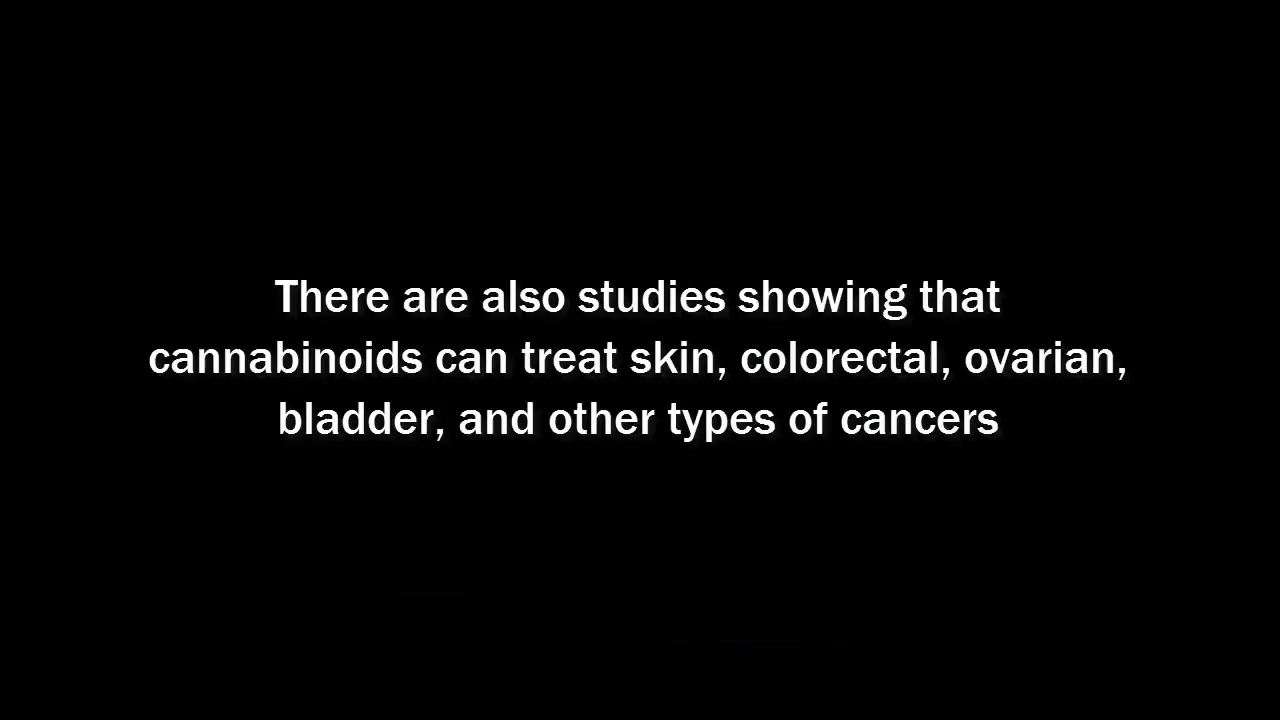 There are also studies showing that
cannabinoids can treat skin, colorectal, ovarian,
bladder, and other types of cancers